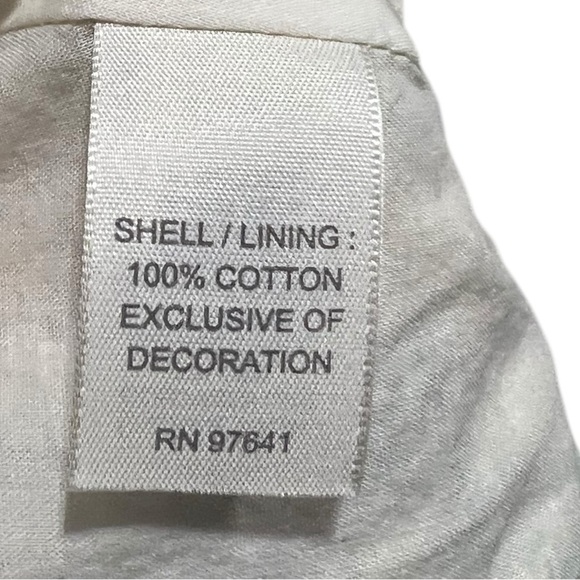 SHELL / LINING :
100% COTTON
EXCLUSIVE OF
DECORATION
RN 97641